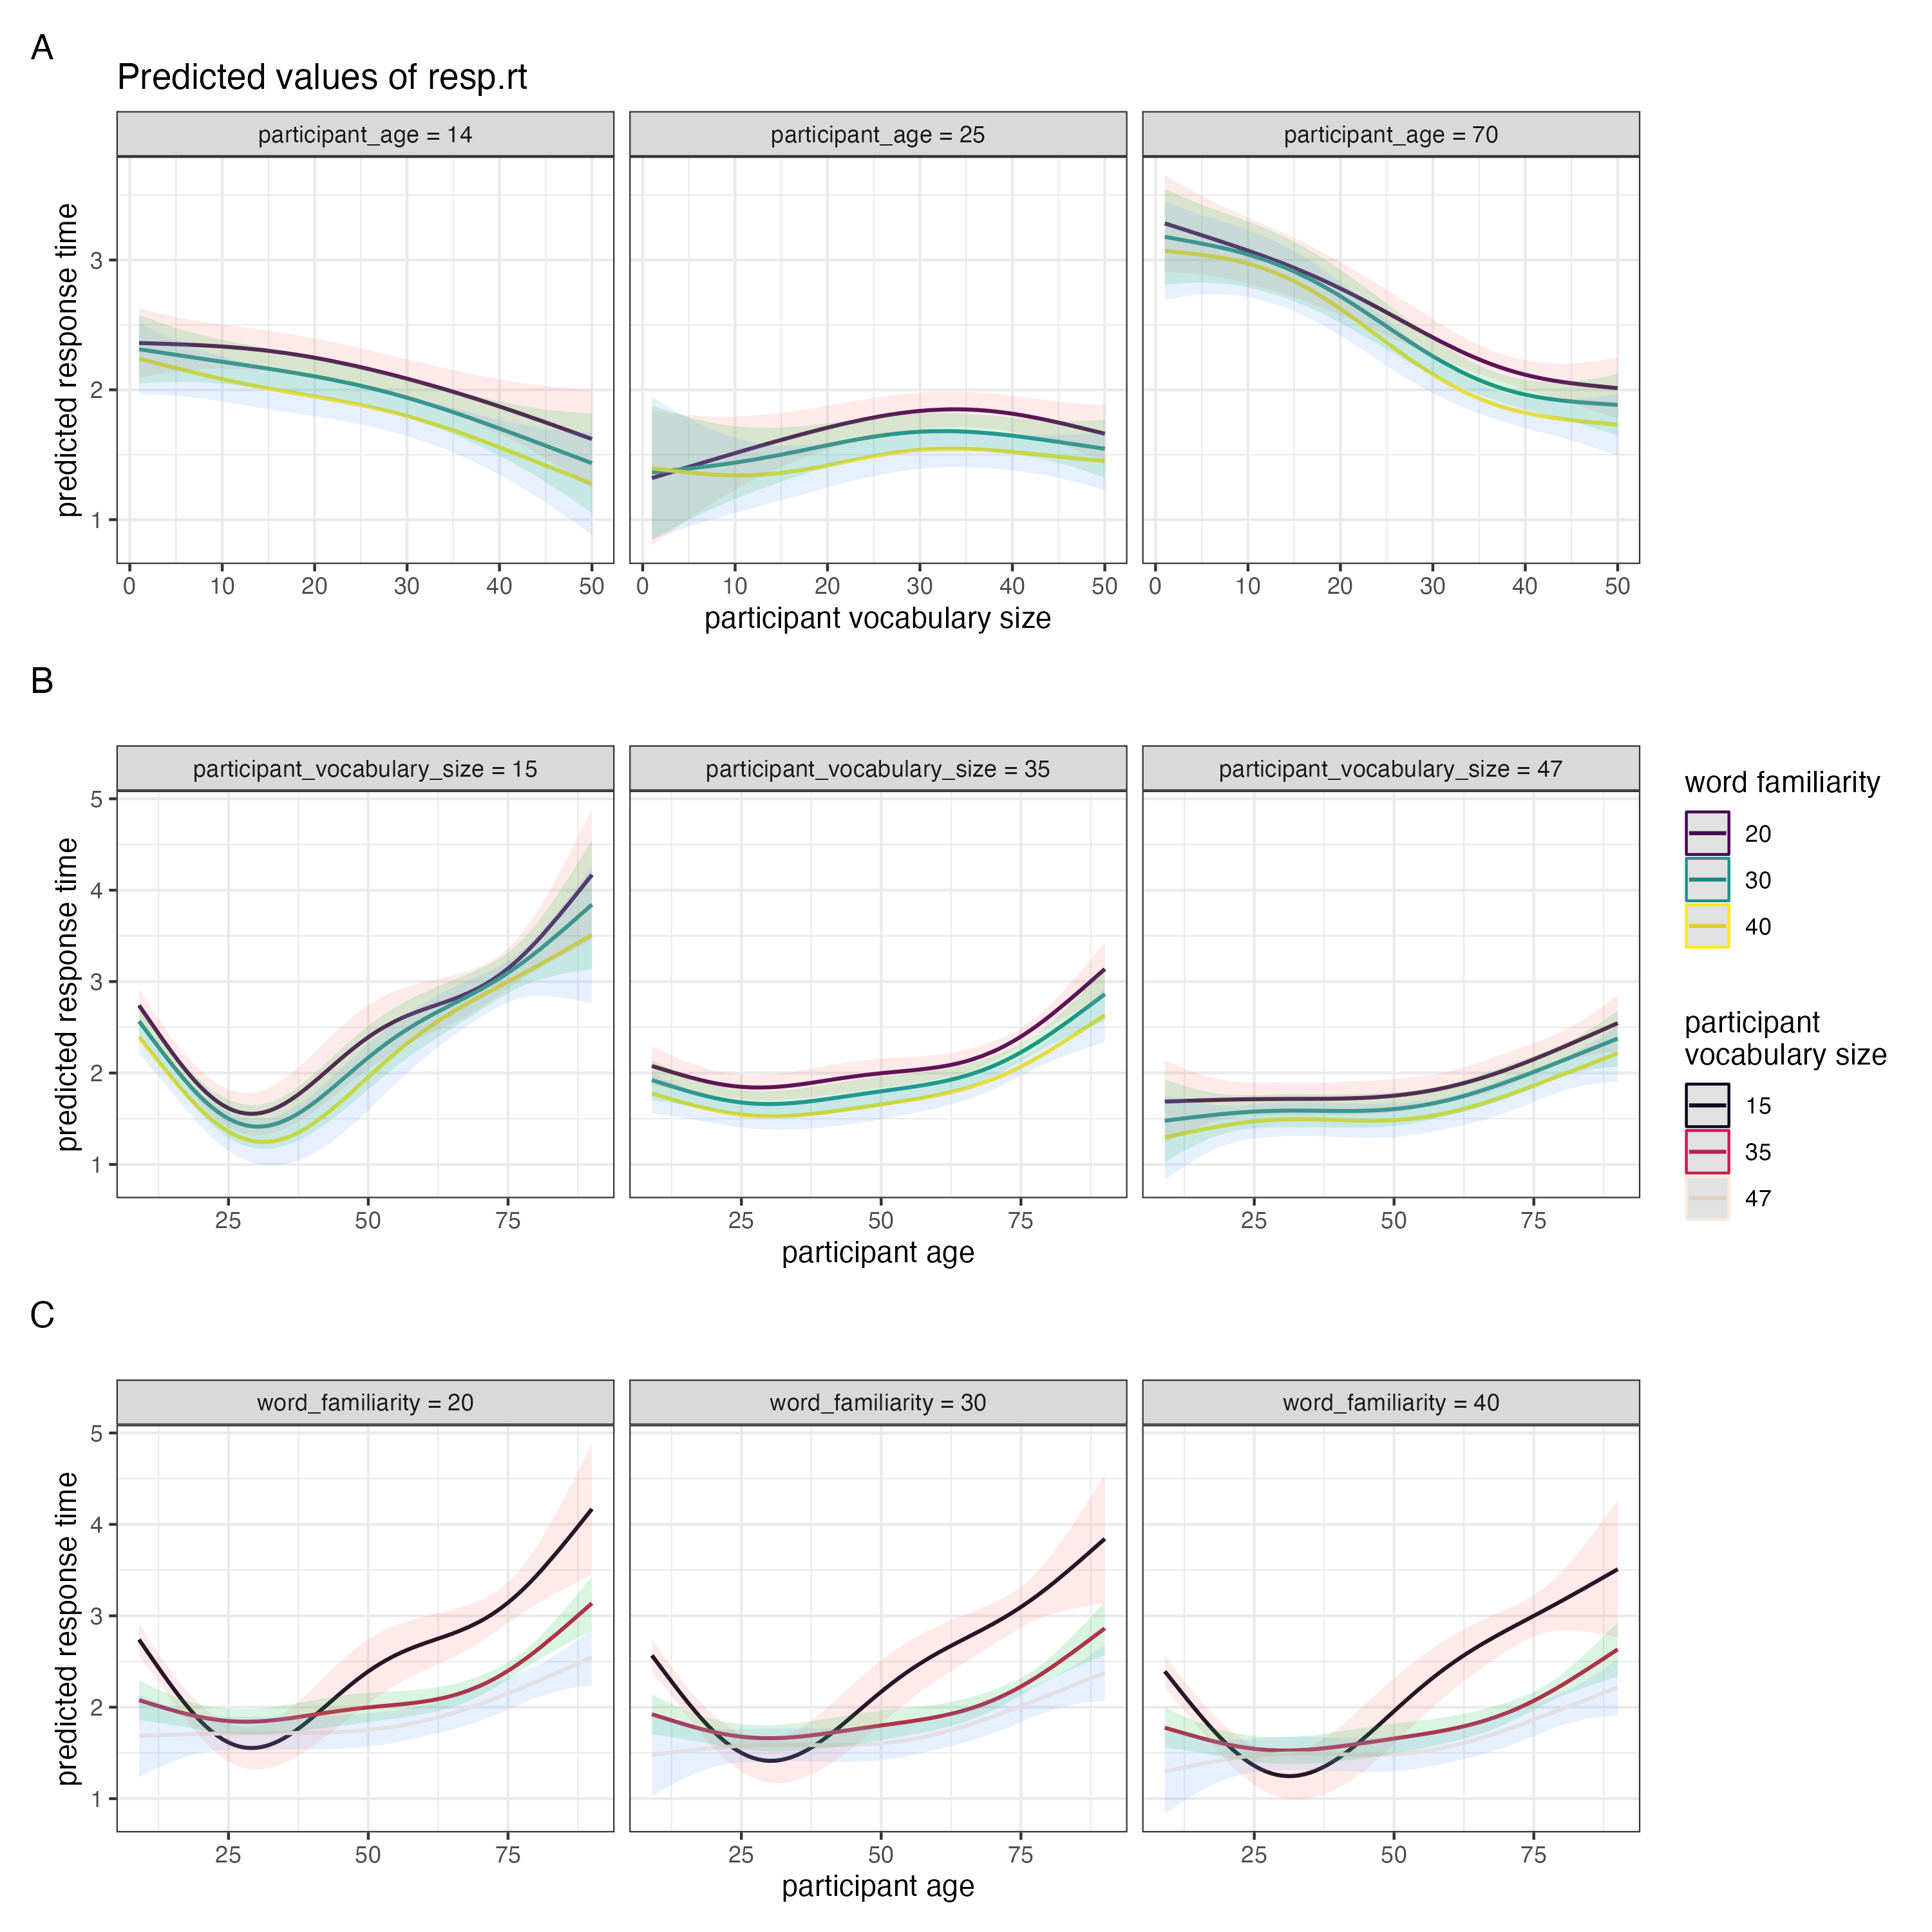 A
Predicted values of resp.rt
participant_age = 14
participant_age = 25
participant_age = 70
predicted response time
3
2
1
0 10 20 30 40 50
0 10 20 30 40 50
0 10 20 30 40 50
participant vocabulary size
B
participant_vocabulary_size = 15
participant_vocabulary_size = 35
participant_vocabulary_size = 47
predicted response time
5
4
3
2
1
25 50 75
25 50 75
25 50 75
participant age
word familiarity
20
30
40
participant
vocabulary size
15
35
47
C
word_familiarity = 20
word_familiarity = 30
word_familiarity = 40
predicted response time
5
4
3
2
1
25 50 75
25 50 75
25 50 75
participant age